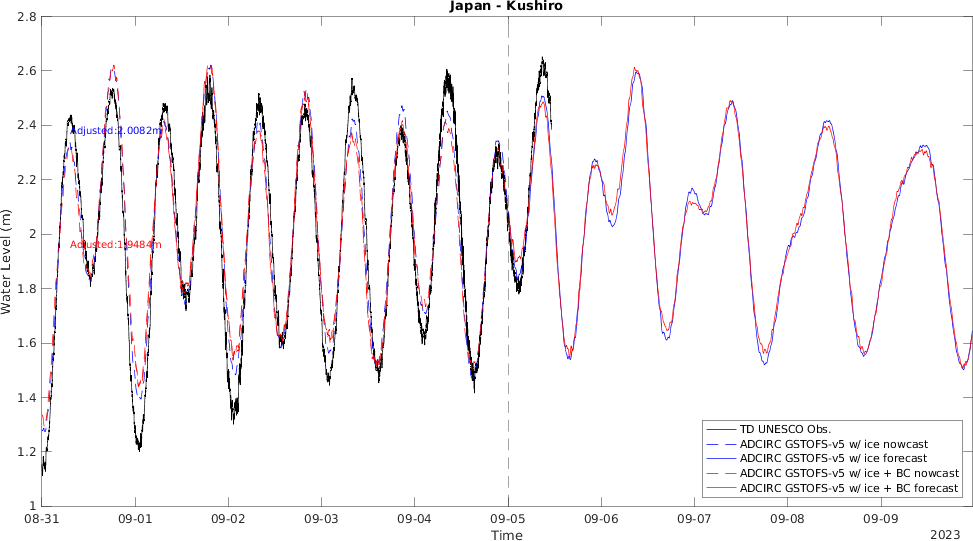 Japan - Kushiro
Water Level (m)
2.8
2.6
2.4
2.2
2
1.8
1.6
1.4
1.2
1
Adjusted:2.0082m
Adjusted:1.9484m
TD UNESCO Obs.
ADCIRC GSTOFS-v5 w/ ice nowcast
ADCIRC GSTOFS-v5 w/ ice forecast
ADCIRC GSTOFS-v5 w/ ice + BC nowcast
ADCIRC GSTOFS-v5 w/ ice + BC forecast
08-31 09-01 09-02 09-03 09-04 09-05 09-06 09-07 09-08 09-09
Time
2023